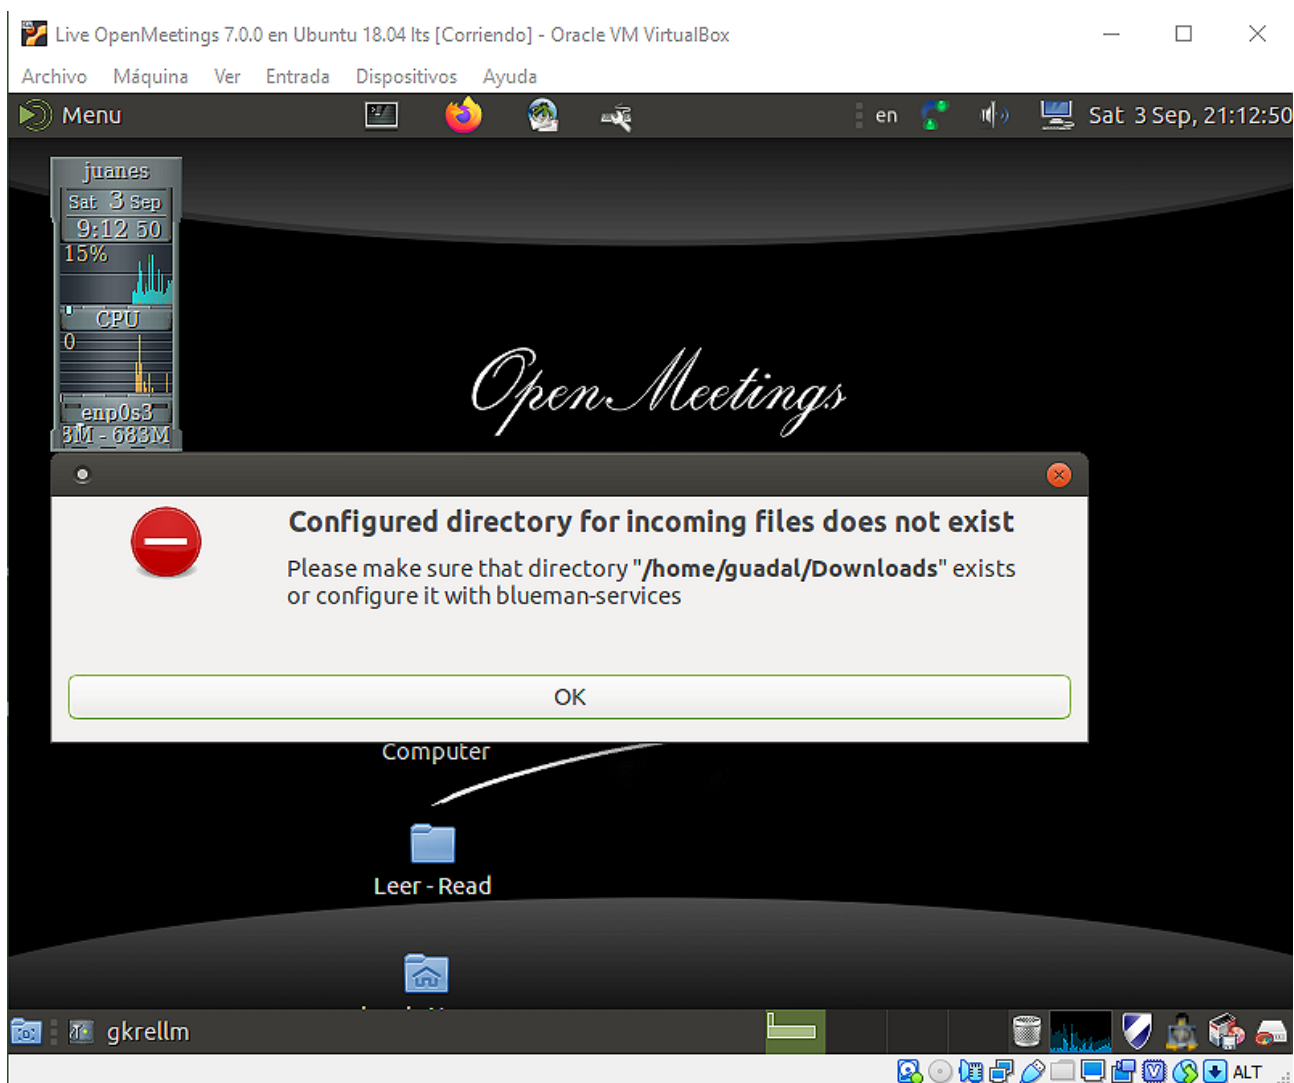 Live OpenMeetings 7.0.0 en Ubuntu 18.04 lts [Corriendo] - Oracle VM VirtualBox
Archivo Máquina Ver Entrada Dispositivos Ayuda
Menu en Sat 3 Sep, 21:12:50
juanes
Sat 3 Sep
9:12 50
15%
CPU
0
enp0s3
3M - 683M
OpenMeetings
Configured directory for incoming files does not exist
Please make sure that directory "/home/guadal/Downloads" exists
or configure it with blueman-services
OK
Computer
Leer - Read
gkrellm
ALT